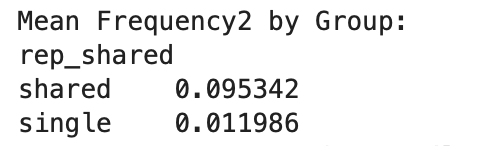 Mean Frequency2 by Group:
rep_shared
shared    0.095342
single    0.011986